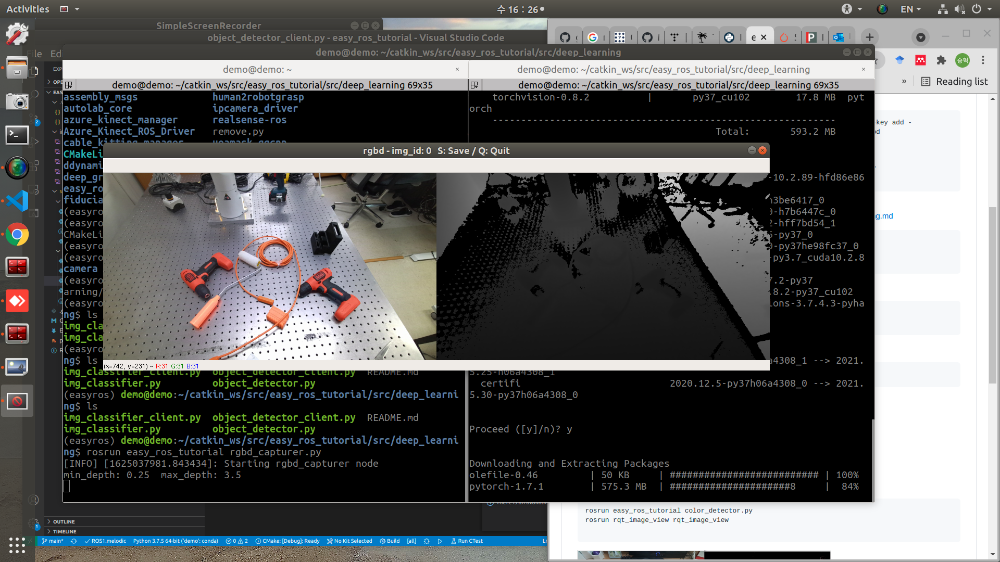 Activities
수 16 : 26
EN
SimpleScreenRecorder
object_detector_client.py - easy_ros_tutorial - Visual Studio Code
demo@demo: ~/catkin_ws/src/easy_ros_tutorial/src/deep_learning
demo@demo: ~
demo@demo: ~/catkin_ws/src/easy_ros_tutorial/src/deep_learning
demo@demo: ~/catkin_ws/src/easy_ros_tutorial/src/deep_learning 69x35
demo@demo: ~/catkin_ws/src/easy_ros_tutorial/src/deep_learning 69x35
assembly_msgs human2robotgrasp
autolab_core ipcamera_driver
azure_kinect_manager realsense-ros
Azure_Kinect_ROS_Driver remove.py
cable_kitting_manager
CMakeLi
ddynami
deep_gr
easy_ro
fiducia
(easyros
(easyro
CMakeLi
(easyro
(easyro
camera
(easyro
arning/
(easyro
ng$ ls
img_cla
img_cla
(easyro
ng$ ls
img_classifier_client.py object_detector_client.py README.md
img_classifier.py object_detector.py
(easyros) demo@demo:~/catkin_ws/src/easy_ros_tutorial/src/deep_learni
ng$ ls
img_classifier_client.py object_detector_client.py README.md
img_classifier.py object_detector.py
(easyros) demo@demo:~/catkin_ws/src/easy_ros_tutorial/src/deep_learni
ng$ rosrun easy_ros_tutorial rgbd_capturer.py
[INFO] [1625037981.843434]: Starting rgbd_capturer node
min_depth: 0.25 max_depth: 3.5
torchvision-0.8.2 | py37_cu102 17.8 MB pyt
orch
------------------------------------------------------------
Total: 593.2 MB
-10.2.89-hfd86e86
h3be6417_0
0-h7b6447c_0
2-hff7bd54_1
5-py37_0
0-py37he98fc37_0
-py3.7_cuda10.2.8
7.2-py37
.8.2-py37_cu102
ions-3.7.4.3-pyha
a4308_1 --> 2021.
5.25-h06a4308_1
certifi 2020.12.5-py37h06a4308_0 --> 2021.
5.30-py37h06a4308_0
Proceed ([y]/n)? y
Downloading and Extracting Packages
olefile-0.46 | 50 KB | ########################## | 100%
pytorch-1.7.1 | 575.3 MB | #####################8 | 84%
rgbd - img_id: 0 S: Save / Q: Quit
(x=742, y=231) ~ R:31 G:31 B:31
OUTLINE
TIMELINE
main* ROS1.melodic Python 3.7.5 64-bit ('demo': conda) 0 2 CMake: [Debug]: Ready No Kit Selected Build [all] Run CTest
승혁
» Reading list
key add -
ng.md
rosrun easy_ros_tutorial color_detector.py
rosrun rqt_image_view rqt_image_view